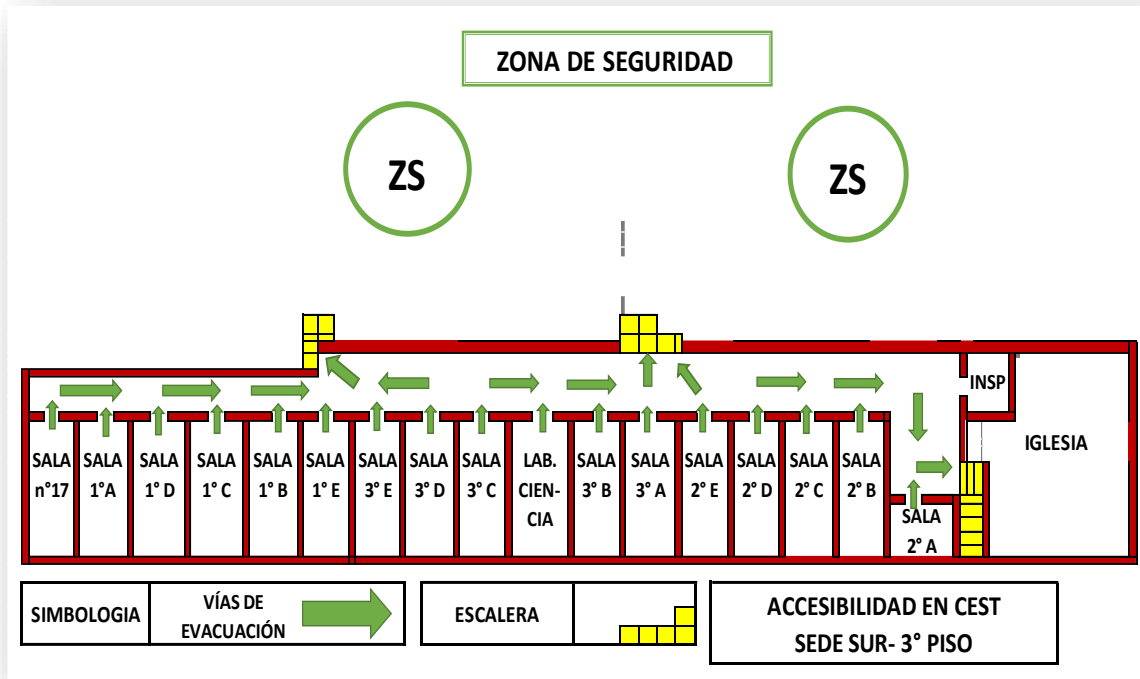 ZONA DE SEGURIDAD
ZS
ZS
INSP
IGLESIA
SALA
n°17
SALA
1°A
SALA
1° D
SALA
1° C
SALA
1° B
SALA
1° E
SALA
3° E
SALA
3° D
SALA
3° C
LAB.
CIEN-
CIA
SALA
3° B
SALA
3° A
SALA
2° E
SALA
2° D
SALA
2° C
SALA
2° B
SALA
2° A
SIMBOLOGIA
VÍAS DE
EVACUACIÓN
ESCALERA
ACCESIBILIDAD EN CEST
SEDE SUR- 3° PISO